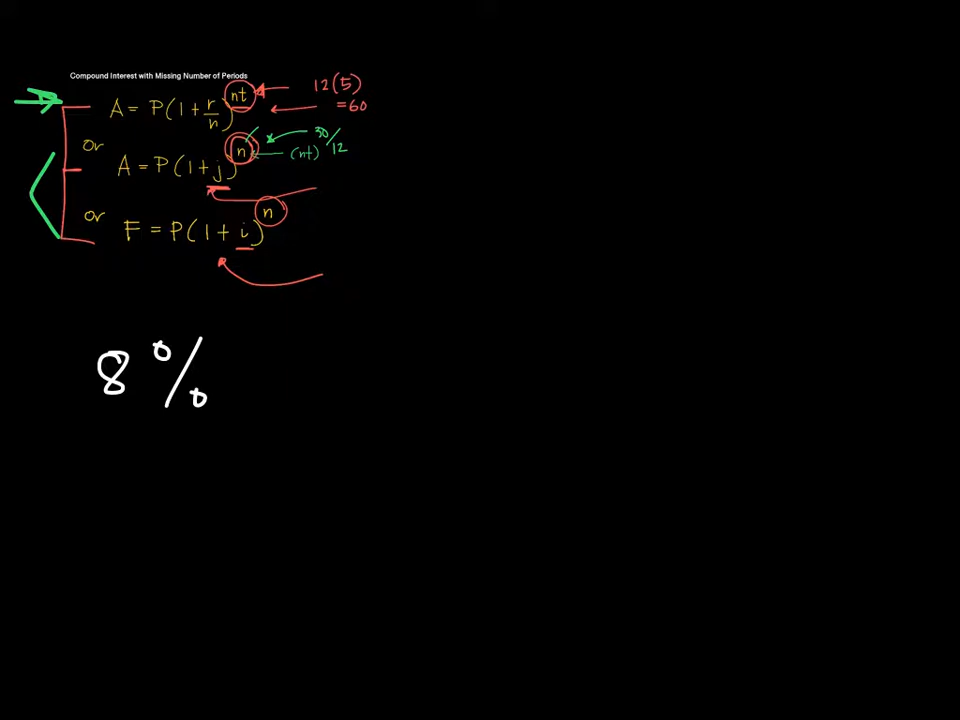 Compound Interest with Missing Number of Periods
A = P(1 + r/n)^nt 12(5)
= 60
or
A = P(1 + j)^n (nt) 30/12
or
F = P(1 + i)^n
8 %